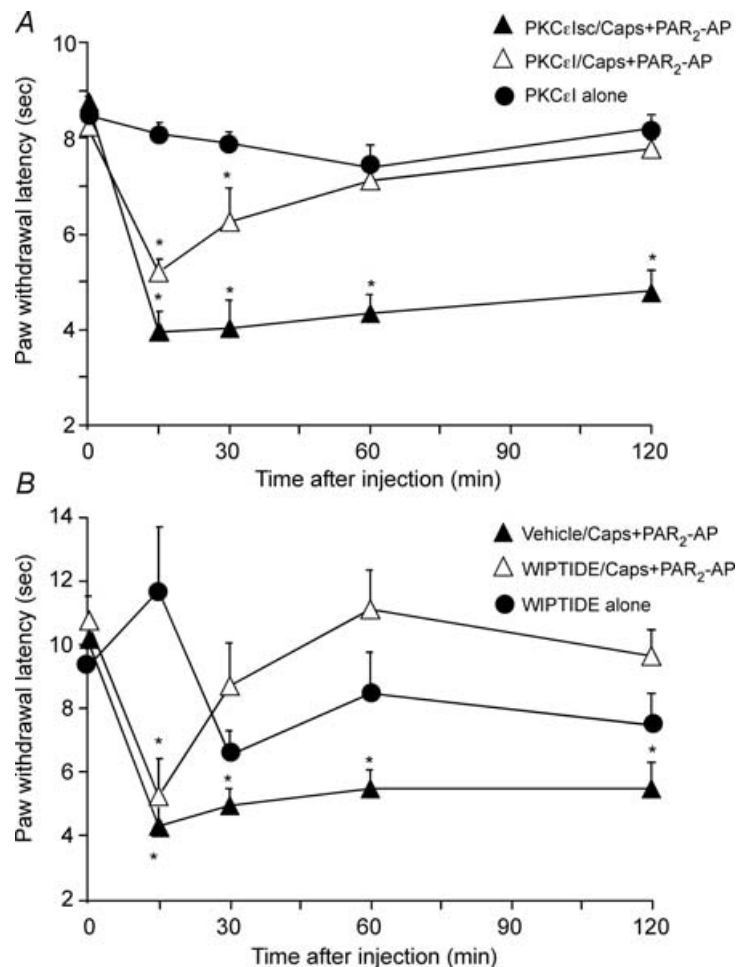 A
PKCεIsc/Caps+PAR₂-AP
PKCεI/Caps+PAR₂-AP
PKCεI alone
Paw withdrawal latency (sec)
10
8
6
4
2
* * * * * *
0 30 60 90 120
Time after injection (min)
B
Vehicle/Caps+PAR₂-AP
WIPTIDE/Caps+PAR₂-AP
WIPTIDE alone
Paw withdrawal latency (sec)
14
12
10
8
6
4
2
* * * * *
0 30 60 90 120
Time after injection (min)